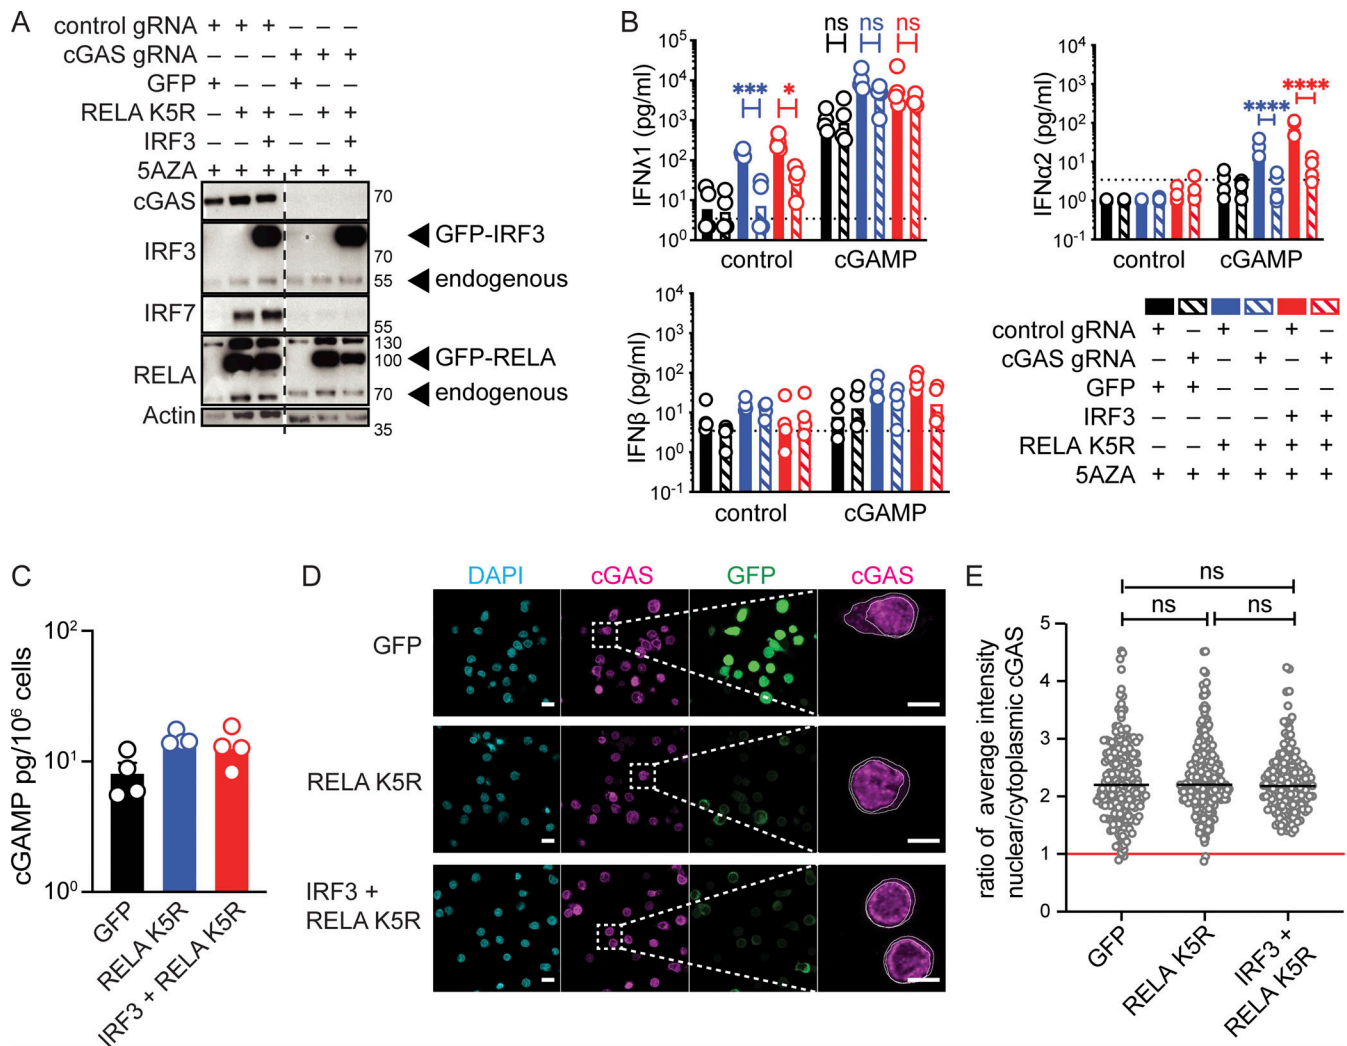 A
control gRNA + + + – – –
cGAS gRNA – – – + + +
GFP + – – + – –
RELA K5R – + + – + +
IRF3 – – + – – +
5AZA + + + + + +
cGAS 70
IRF3 GFP-IRF3
70
55 endogenous
IRF7
55
130
RELA 100 GFP-RELA
70 endogenous
Actin
35
B
IFNλ1 (pg/ml)
10⁵
10⁴
10³
10²
10¹
10⁰
*** * ns ns ns
control cGAMP
IFNα2 (pg/ml)
10⁴
10³
10²
10¹
10⁰
10⁻¹
**** ****
control cGAMP
IFNβ (pg/ml)
10⁴
10³
10²
10¹
10⁰
10⁻¹
control cGAMP
control gRNA + – + – + –
cGAS gRNA – + – + – +
GFP + + – – – –
IRF3 – – – – + +
RELA K5R – – + + + +
5AZA + + + + + +
C
cGAMP pg/10⁶ cells
10²
10¹
10⁰
GFP
RELA K5R
IRF3 + RELA K5R
D
DAPI cGAS GFP cGAS
GFP
RELA K5R
IRF3 +
RELA K5R
E
ratio of average intensity
nuclear/cytoplasmic cGAS
ns
ns ns
5
4
3
2
1
0
GFP
RELA K5R
IRF3 +
RELA K5R